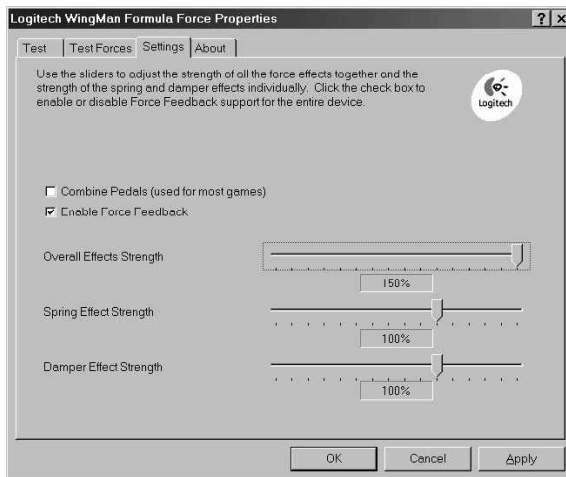 Logitech WingMan Formula Force Properties
? ×
Test Test Forces Settings About
Use the sliders to adjust the strength of all the force effects together and the
strength of the spring and damper effects individually. Click the check box to
enable or disable Force Feedback support for the entire device.
Logitech
Combine Pedals (used for most games)
Enable Force Feedback
Overall Effects Strength
150%
Spring Effect Strength
100%
Damper Effect Strength
100%
OK Cancel Apply